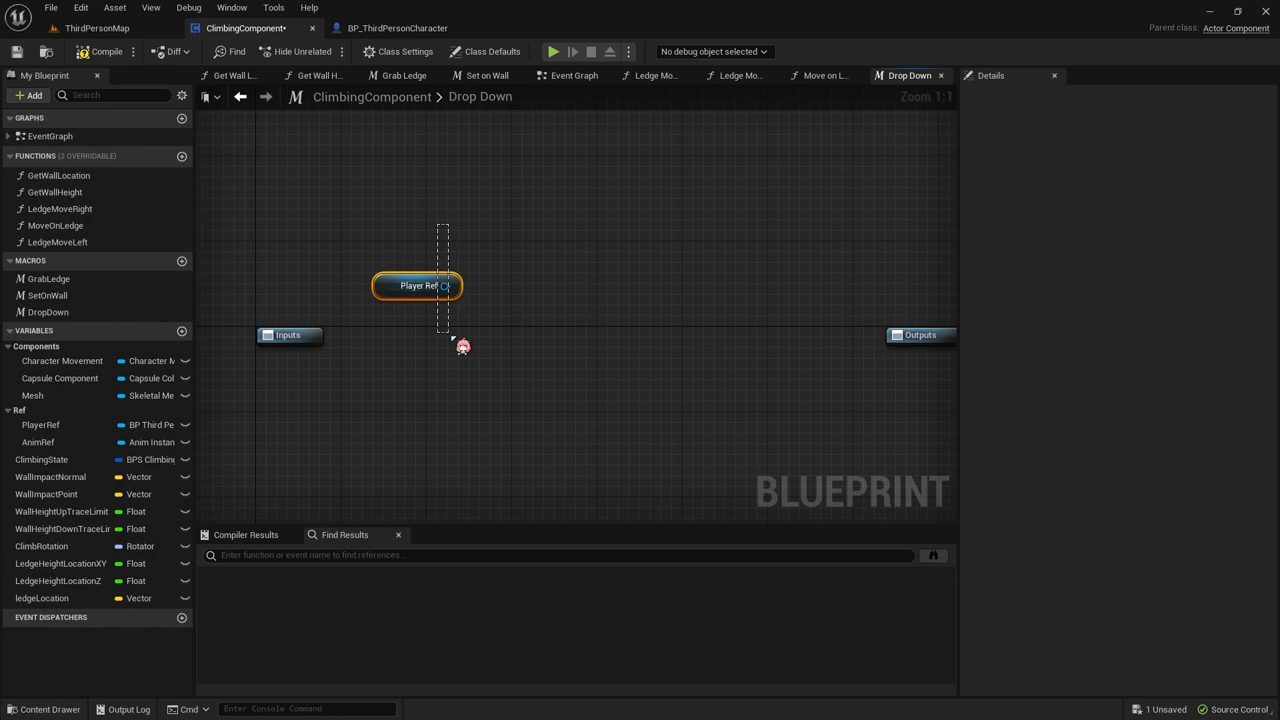 File Edit Asset View Debug Window Tools Help
ThirdPersonMap ClimbingComponent* BP_ThirdPersonCharacter Parent class: Actor Component
Compile Diff Find Hide Unrelated Class Settings Class Defaults No debug object selected
My Blueprint Get Wall L... Get Wall H... Grab Ledge Set on Wall Event Graph Ledge Mo... Ledge Mo... Move on L... Drop Down Details
Add Search ClimbingComponent > Drop Down Zoom 1:1
GRAPHS
EventGraph
FUNCTIONS (2 OVERRIDABLE)
GetWallLocation
GetWallHeight
LedgeMoveRight
MoveOnLedge
LedgeMoveLeft
MACROS
GrabLedge
SetOnWall
DropDown
Player Ref
Inputs
Outputs
VARIABLES
Components
Character Movement Character M
Capsule Component Capsule Col
Mesh Skeletal Me
Ref
PlayerRef BP Third Pe
AnimRef Anim Instan
ClimbingState BPS Climbing
WallImpactNormal Vector
WallImpactPoint Vector
WallHeightUpTraceLimit Float
WallHeightDownTraceLir Float
ClimbRotation Rotator
LedgeHeightLocationXY Float
LedgeHeightLocationZ Float
ledgeLocation Vector
EVENT DISPATCHERS
BLUEPRINT
Compiler Results Find Results
Enter function or event name to find references...
Content Drawer Output Log Cmd Enter Console Command 1 Unsaved Source Control